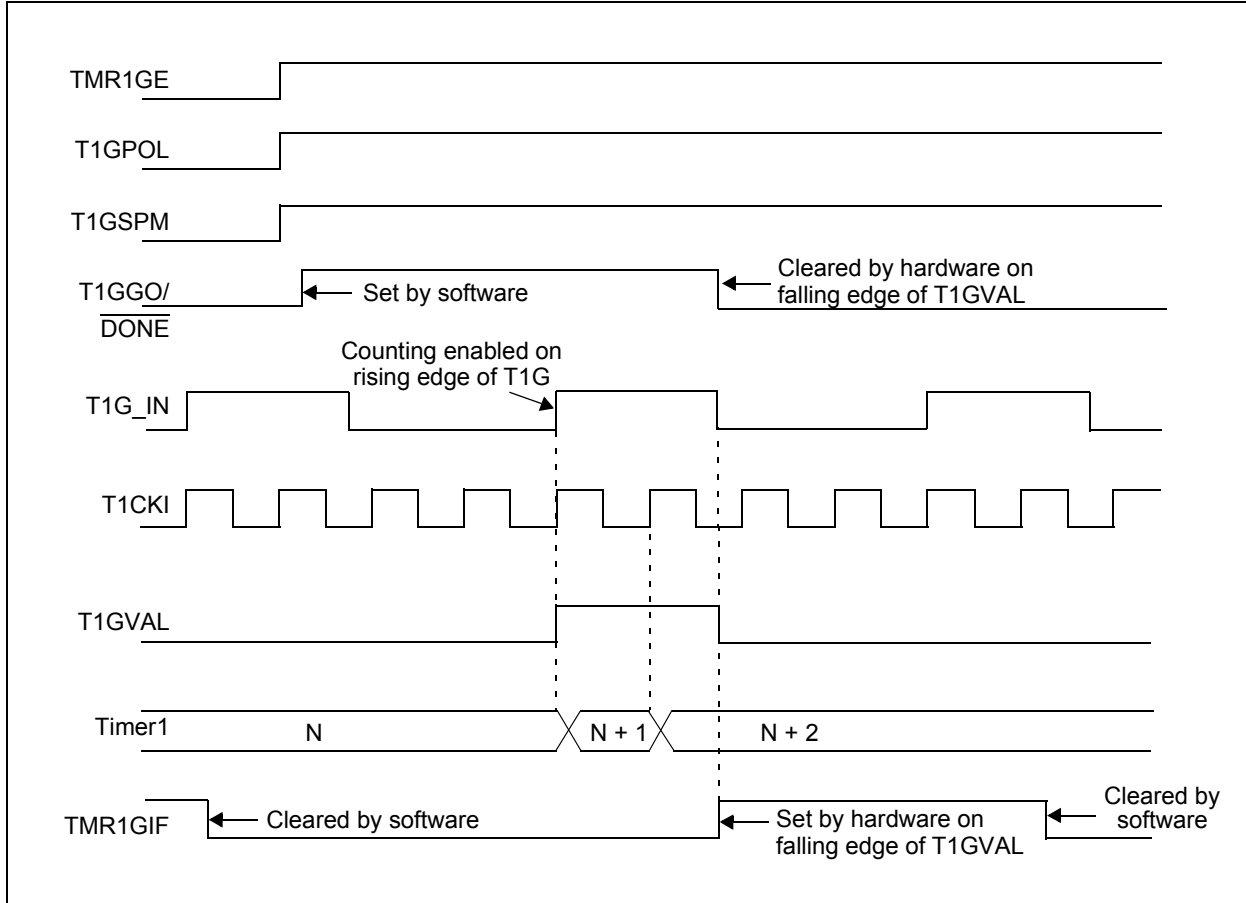 TMR1GE
T1GPOL
T1GSPM
T1GGO/
DONE
Set by software
Cleared by hardware on
falling edge of T1GVAL
Counting enabled on
rising edge of T1G
T1G_IN
T1CKI
T1GVAL
Timer1
N
N + 1
N + 2
TMR1GIF
Cleared by software
Set by hardware on
falling edge of T1GVAL
Cleared by
software